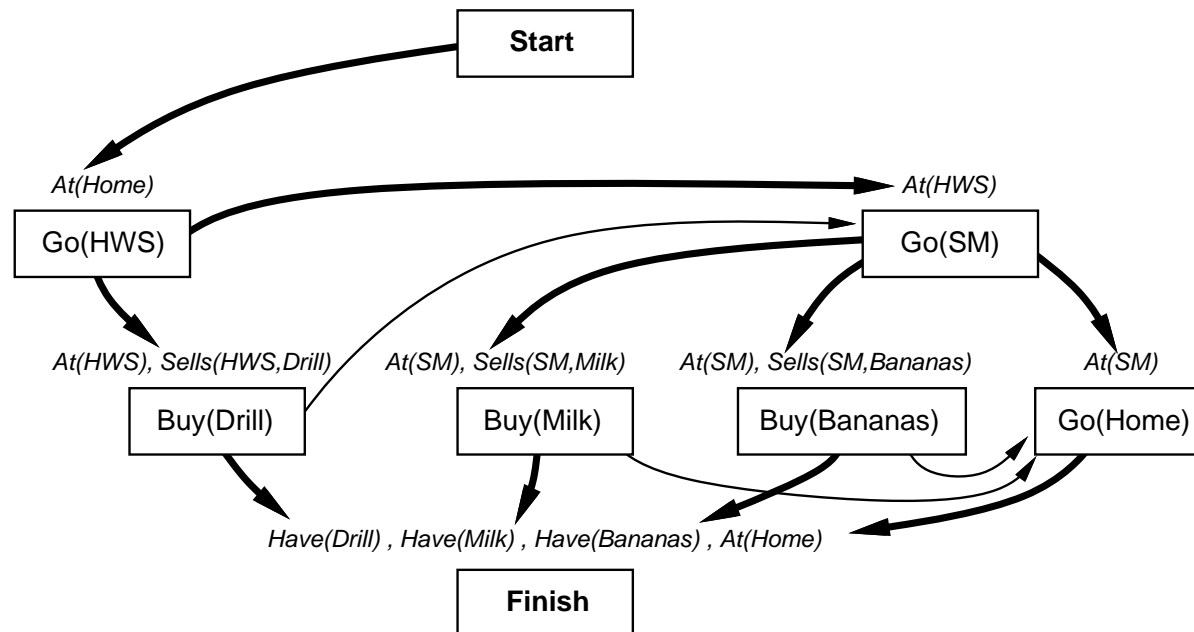 Start
At(Home)
At(HWS)
Go(HWS)
Go(SM)
At(HWS), Sells(HWS,Drill)
At(SM), Sells(SM,Milk)
At(SM), Sells(SM,Bananas)
At(SM)
Buy(Drill)
Buy(Milk)
Buy(Bananas)
Go(Home)
Have(Drill) , Have(Milk) , Have(Bananas) , At(Home)
Finish